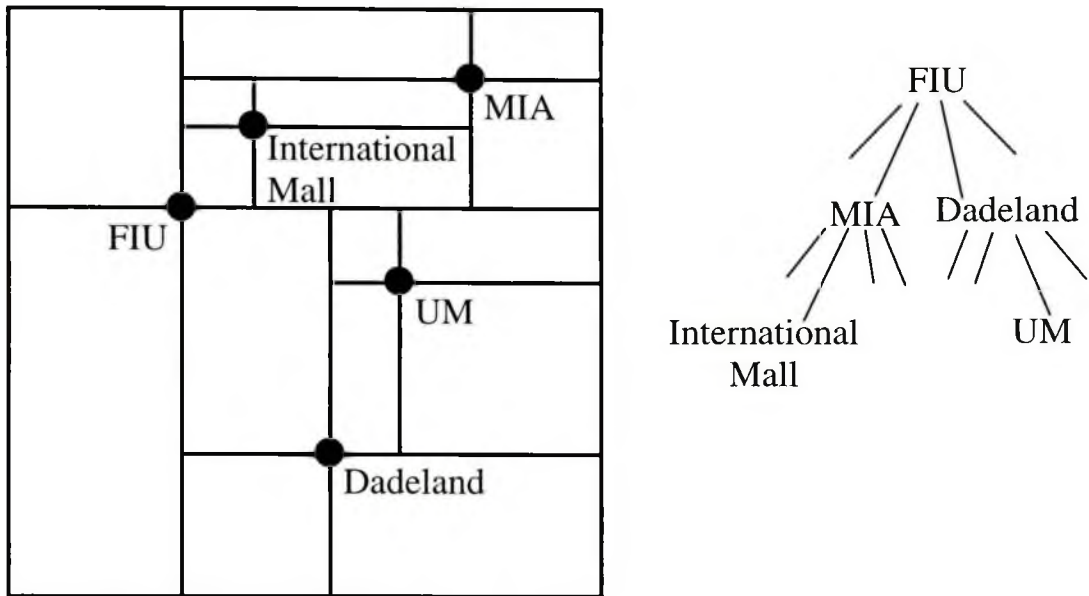 MIA
International
Mall
FIU
UM
Dadeland
FIU
MIA
Dadeland
International
Mall
UM